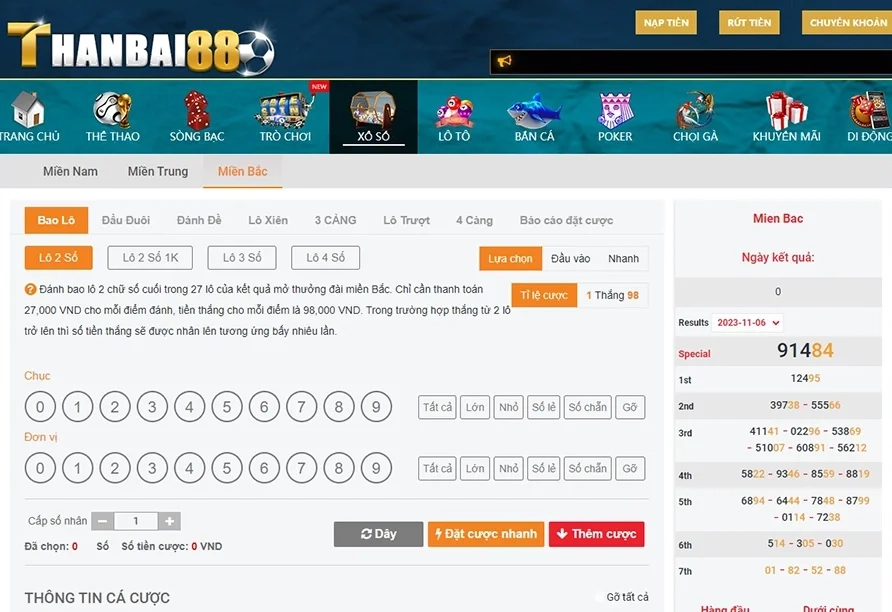 THANBAI88
NẠP TIỀN
RÚT TIỀN
CHUYỂN KHOẢN
NEW
TRANG CHỦ
THỂ THAO
SÒNG BẠC
TRÒ CHƠI
XỔ SỐ
LÔ TÔ
BẮN CÁ
POKER
CHỌI GÀ
KHUYẾN MÃI
DI ĐỘNG
Miền Nam
Miền Trung
Miền Bắc
Bao Lô
Đầu Đuôi
Đánh Đề
Lô Xiên
3 CÀNG
Lô Trượt
4 Càng
Báo cáo đặt cược
Lô 2 Số
Lô 2 Số 1K
Lô 3 Số
Lô 4 Số
Lựa chọn
Đầu vào
Nhanh
? Đánh bao lô 2 chữ số cuối trong 27 lô của kết quả mở thưởng đài miền Bắc. Chỉ cần thanh toán
27,000 VND cho mỗi điểm đánh, tiền thắng cho mỗi điểm là 98,000 VND. Trong trường hợp thắng từ 2 lô
trở lên thì số tiền thắng sẽ được nhân lên tương ứng bấy nhiêu lần.
Tỉ lệ cược
1 Thắng 98
Chục
0 1 2 3 4 5 6 7 8 9
Tất cả
Lớn
Nhỏ
Số lẻ
Số chẵn
Gỡ
Đơn vị
0 1 2 3 4 5 6 7 8 9
Tất cả
Lớn
Nhỏ
Số lẻ
Số chẵn
Gỡ
Cấp số nhân − 1 +
Đã chọn: 0 Số Số tiền cược: 0 VND
Dãy
Đặt cược nhanh
Thêm cược
THÔNG TIN CÁ CƯỢC
Gỡ tất cả
Mien Bac
Ngày kết quả:
0
Results 2023-11-06
Special 91484
1st 12495
2nd 39738 - 55566
3rd 41141 - 02296 - 53869
- 51007 - 60891 - 56212
4th 5822 - 9346 - 8559 - 8819
5th 6894 - 6444 - 7848 - 8799
- 0114 - 7238
6th 514 - 305 - 030
7th 01 - 82 - 52 - 88
Hàng đầu
Dưới cùng